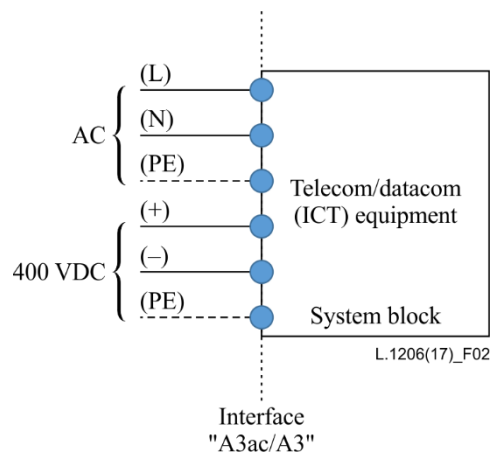 (L)
AC
(N)
(PE)
(+)
400 VDC
(–)
(PE)
Telecom/datacom
(ICT) equipment
System block
L.1206(17)_F02
Interface
"A3ac/A3"